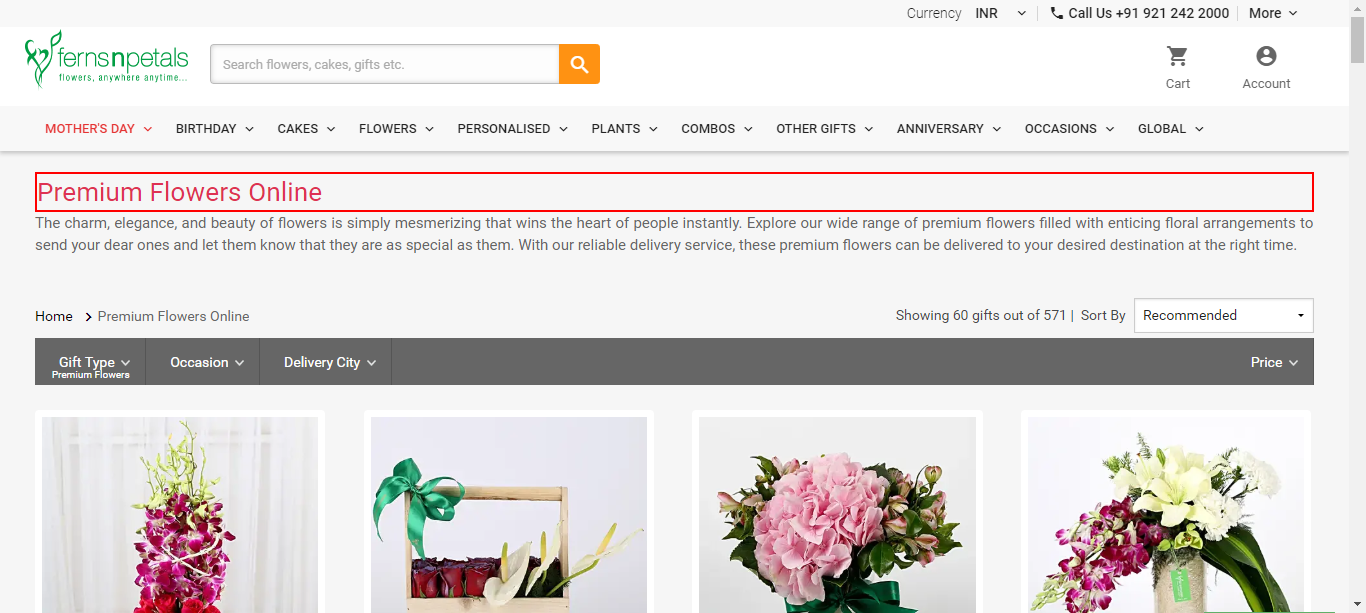 Currency INR Call Us +91 921 242 2000 More
fernsnpetals
flowers, anywhere anytime...
Search flowers, cakes, gifts etc.
Cart Account
MOTHER'S DAY BIRTHDAY CAKES FLOWERS PERSONALISED PLANTS COMBOS OTHER GIFTS ANNIVERSARY OCCASIONS GLOBAL
Premium Flowers Online
The charm, elegance, and beauty of flowers is simply mesmerizing that wins the heart of people instantly. Explore our wide range of premium flowers filled with enticing floral arrangements to
send your dear ones and let them know that they are as special as them. With our reliable delivery service, these premium flowers can be delivered to your desired destination at the right time.
Home Premium Flowers Online Showing 60 gifts out of 571 | Sort By Recommended
Gift Type Occasion Delivery City Price
Premium Flowers